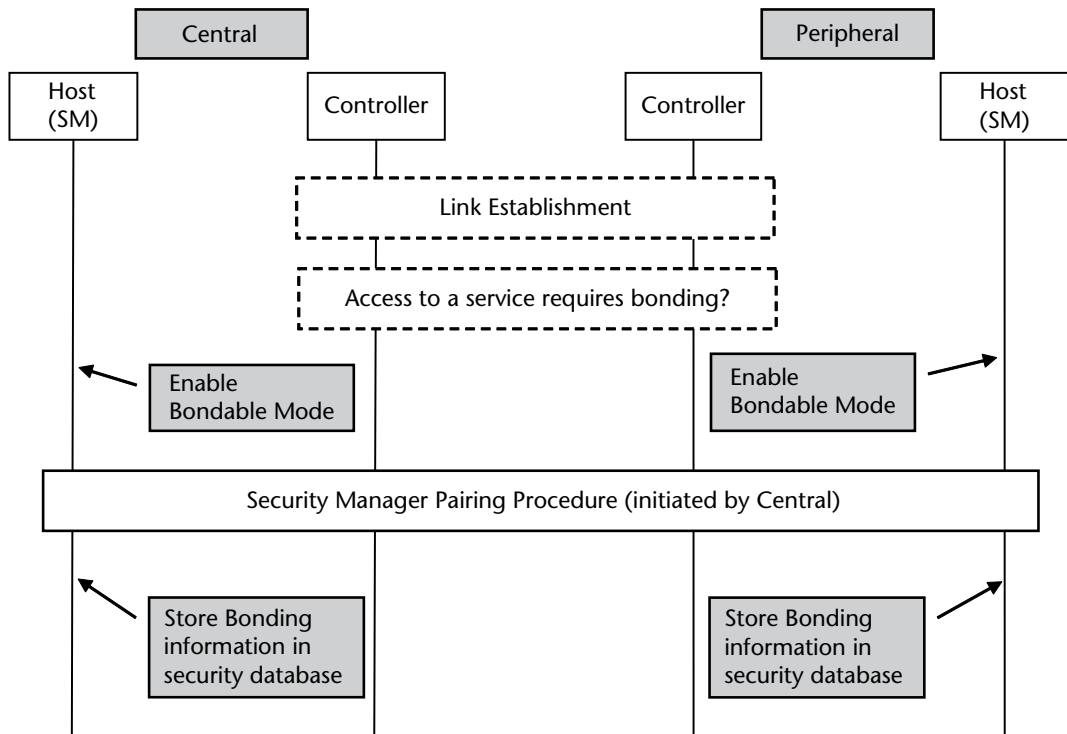 Central
Peripheral
Host
(SM)
Controller
Controller
Host
(SM)
Link Establishment
Access to a service requires bonding?
Enable
Bondable Mode
Enable
Bondable Mode
Security Manager Pairing Procedure (initiated by Central)
Store Bonding
information in
security database
Store Bonding
information in
security database